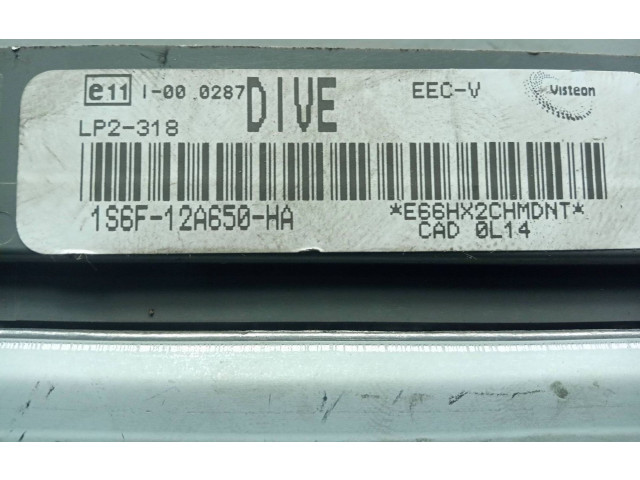 e11 I-00 0287 DIVE EEC-V Visteon
LP2-318
1S6F-12A650-HA *E66HX2CHMDNT*
CAD 0L14